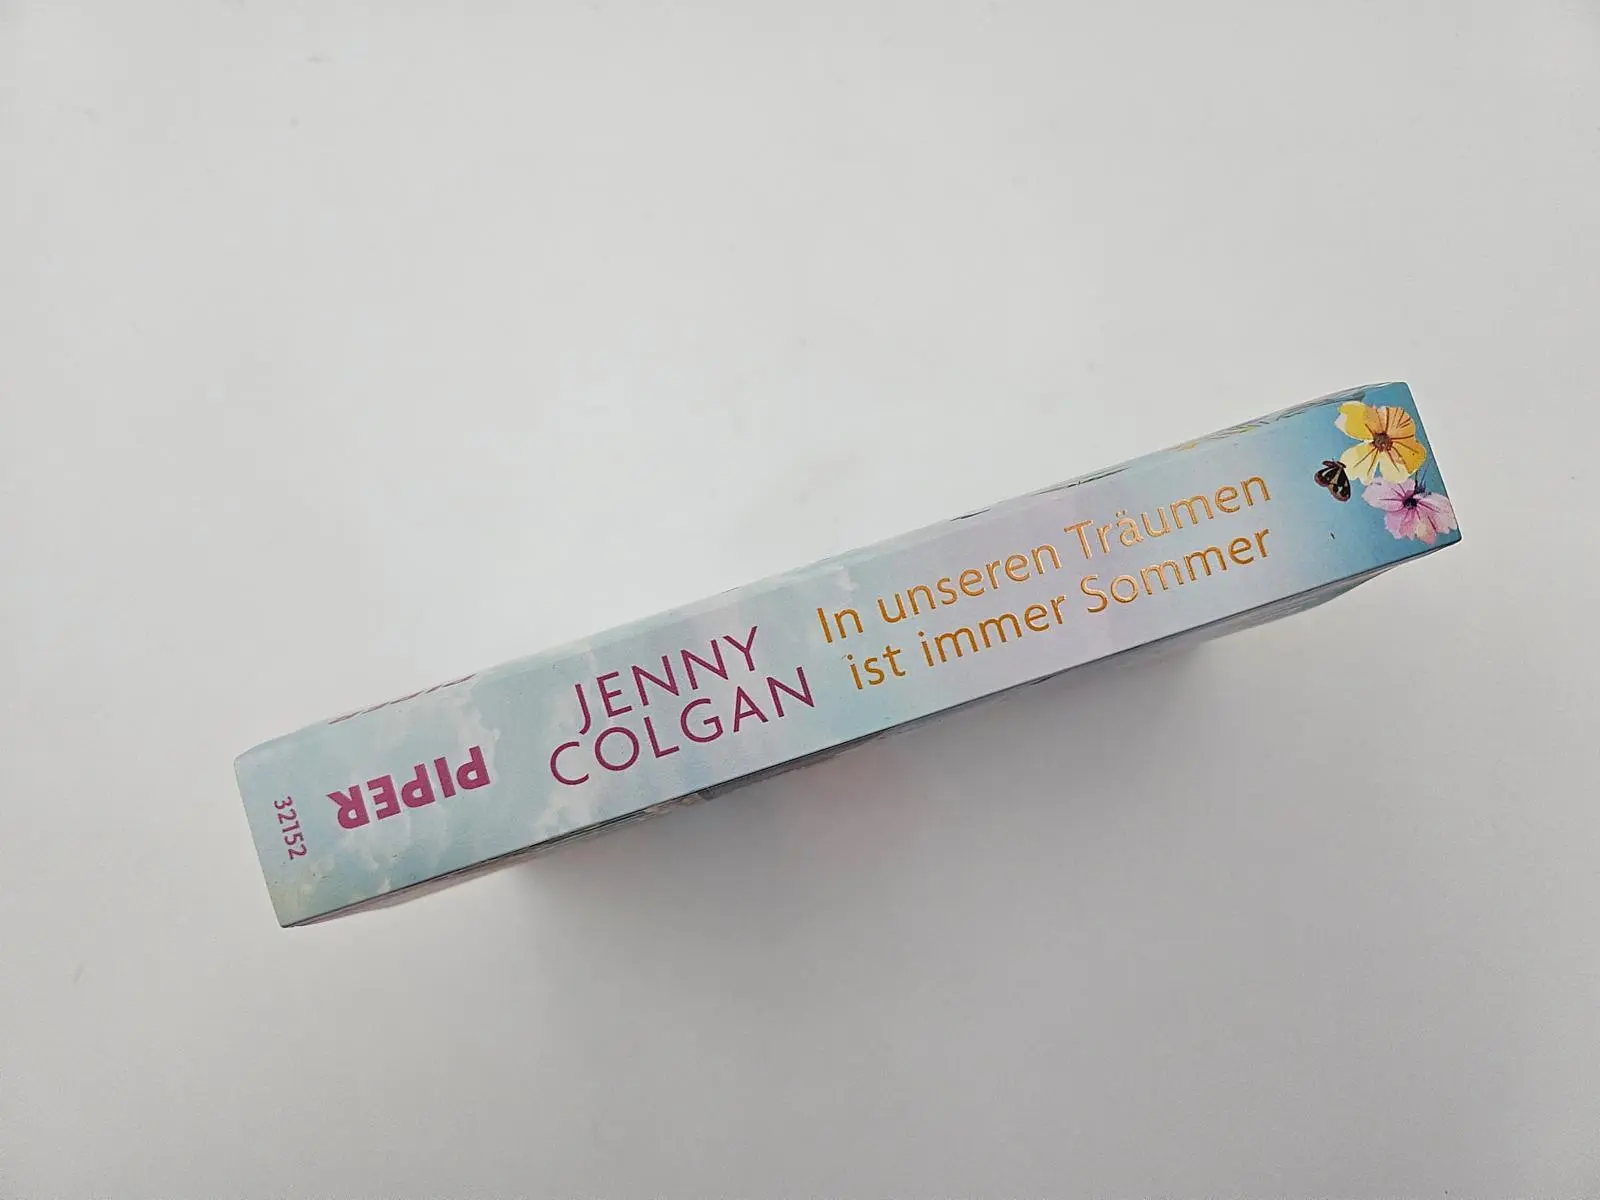 JENNY
COLGAN
In unseren Träumen
ist immer Sommer
PIPER
32152